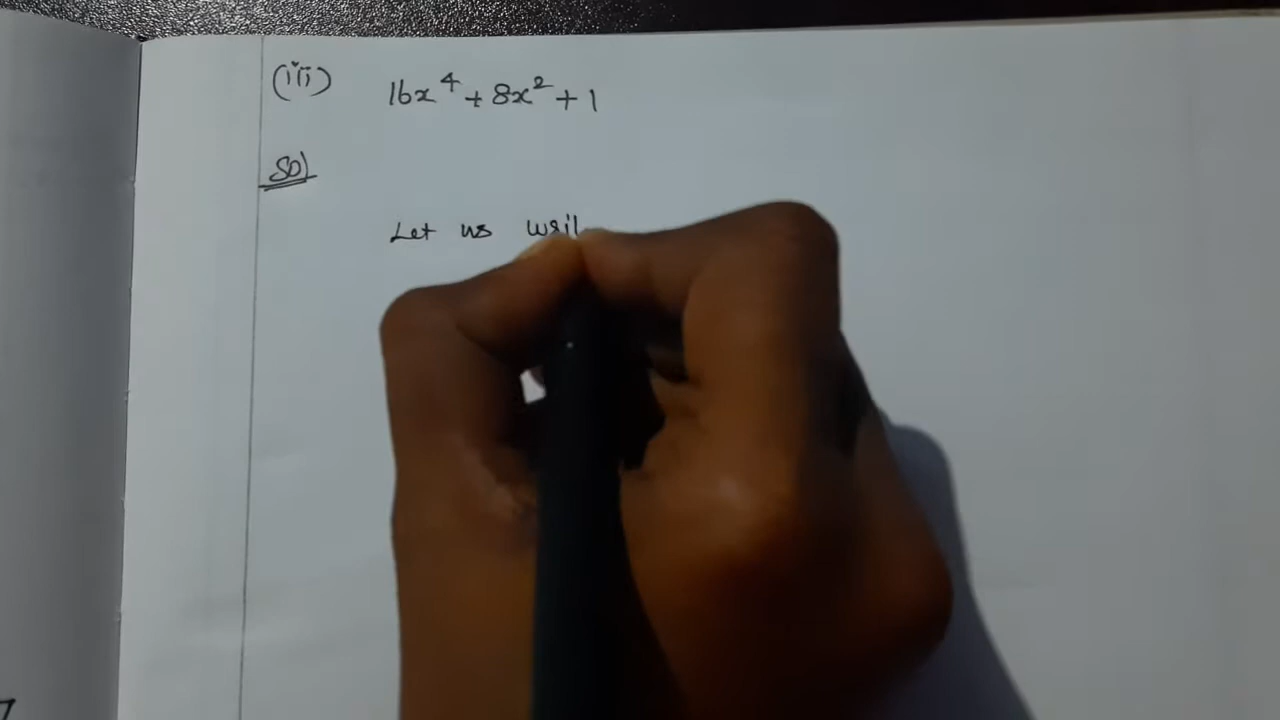 (iii) 16x⁴ + 8x² + 1
Sol
Let us